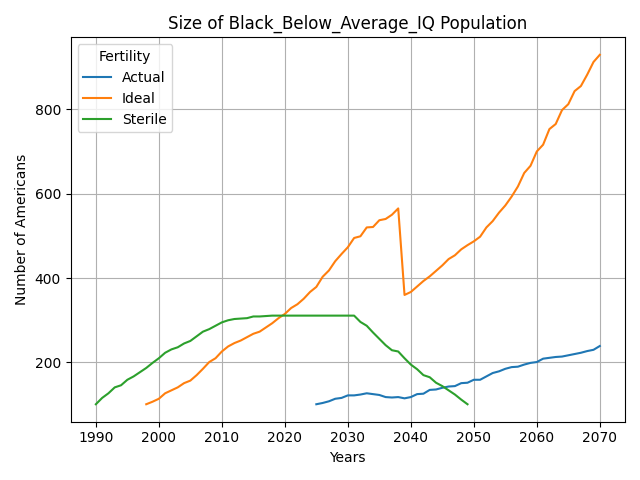 Size of Black_Below_Average_IQ Population
Fertility
Actual
Ideal
Sterile
Number of Americans
800
600
400
200
1990 2000 2010 2020 2030 2040 2050 2060 2070
Years